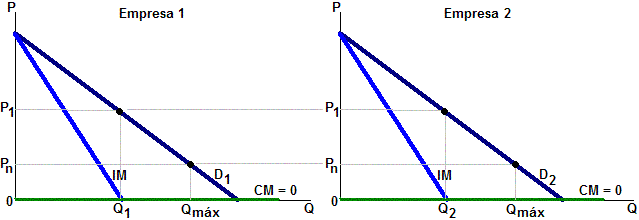 P
Empresa 1
P1
Pn
IM
D1
CM = 0
0
Q1
Qmáx
Q
P
Empresa 2
P1
Pn
IM
D2
CM = 0
0
Q2
Qmáx
Q